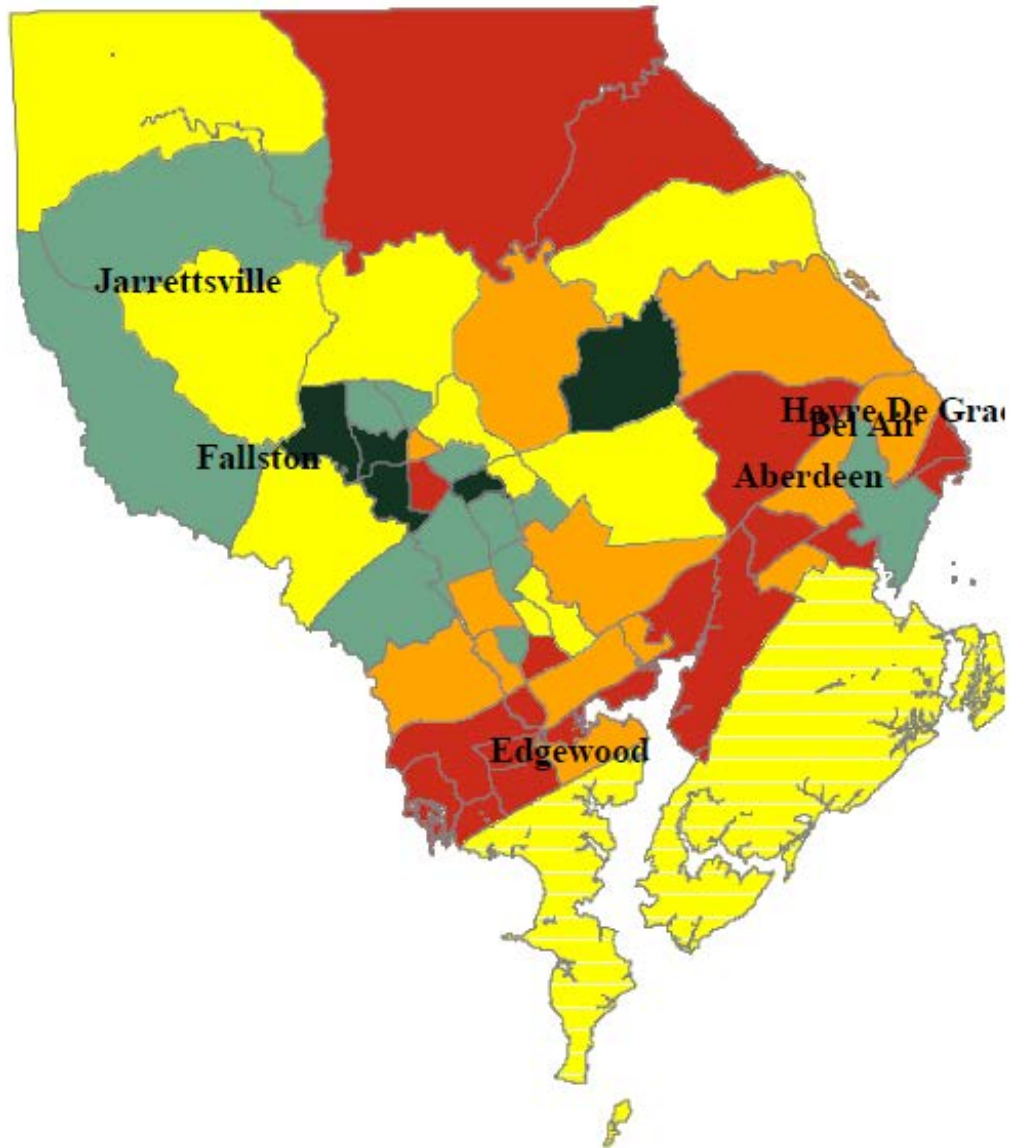 Jarrettsville
Havre De Grac
Bel Air
Fallston
Aberdeen
Edgewood